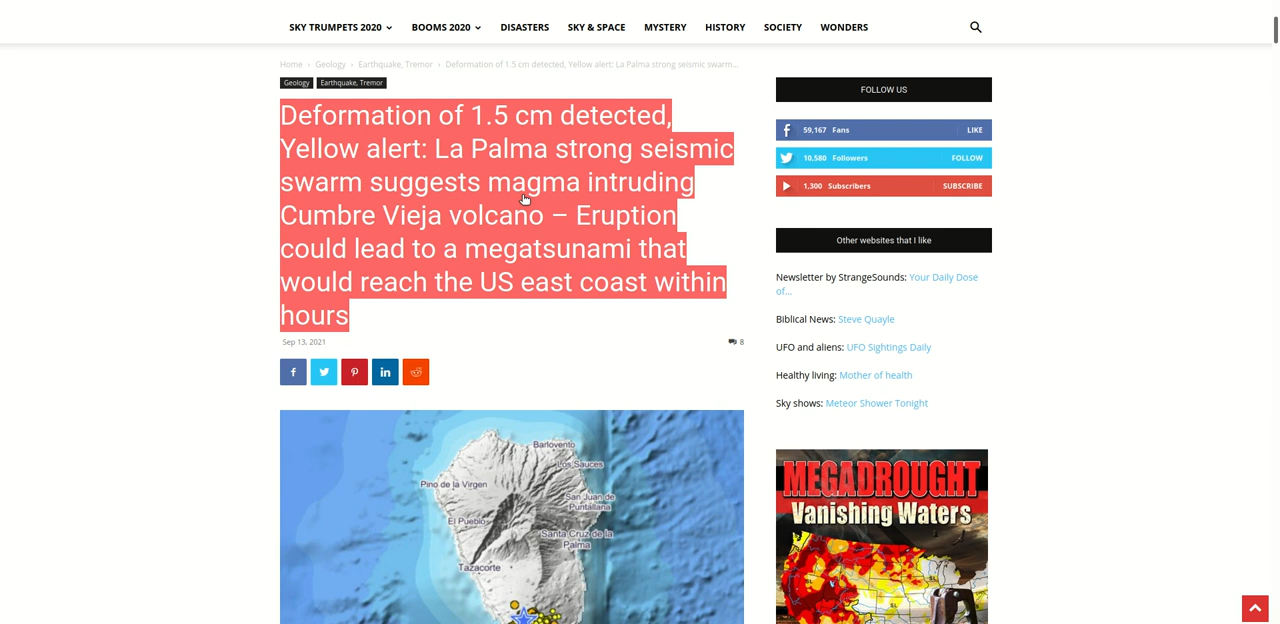 SKY TRUMPETS 2020 BOOMS 2020 DISASTERS SKY & SPACE MYSTERY HISTORY SOCIETY WONDERS
Home › Geology › Earthquake, Tremor › Deformation of 1.5 cm detected, Yellow alert: La Palma strong seismic swarm...
Geology Earthquake, Tremor
Deformation of 1.5 cm detected,
Yellow alert: La Palma strong seismic
swarm suggests magma intruding
Cumbre Vieja volcano – Eruption
could lead to a megatsunami that
would reach the US east coast within
hours
Sep 13, 2021 8
Barlovento
Los Sauces
Pino de la Virgen
San Juan de
Puntallana
El Pueblo
Santa Cruz de la
Palma
Tazacorte
FOLLOW US
59,167 Fans LIKE
10,580 Followers FOLLOW
1,300 Subscribers SUBSCRIBE
Other websites that I like
Newsletter by StrangeSounds: Your Daily Dose
of...
Biblical News: Steve Quayle
UFO and aliens: UFO Sightings Daily
Healthy living: Mother of health
Sky shows: Meteor Shower Tonight
MEGADROUGHT
Vanishing Waters